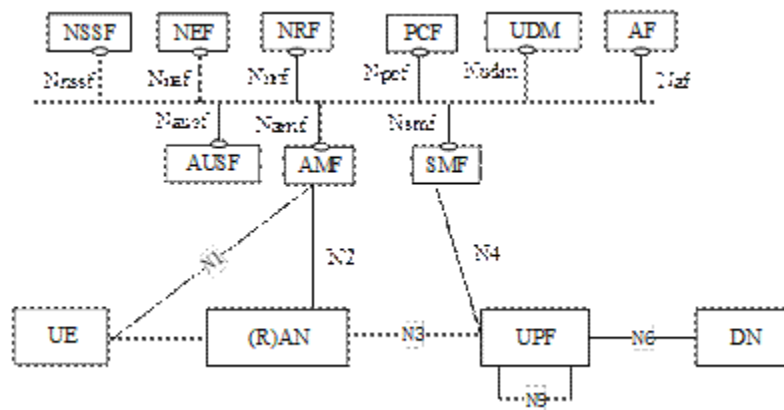 NSSF NEF NRF PCF UDM AF
Nnssf Nnef Nnrf Npcf Nudm Naf
Nausf Namf Nsmf
AUSF AMF SMF
N1 N2 N4
UE (R)AN N3 UPF N6 DN
N9